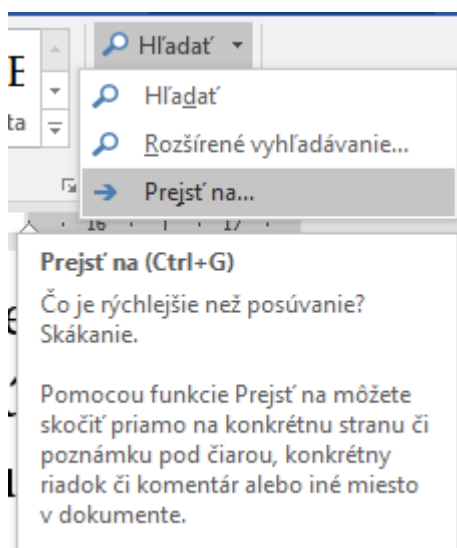 Hľadať
ta
Hľadať
Rozšírené vyhľadávanie...
Prejsť na...
16 17
Prejsť na (Ctrl+G)
Čo je rýchlejšie než posúvanie?
Skákanie.
Pomocou funkcie Prejsť na môžete
skočiť priamo na konkrétnu stranu či
poznámku pod čiarou, konkrétny
riadok či komentár alebo iné miesto
v dokumente.